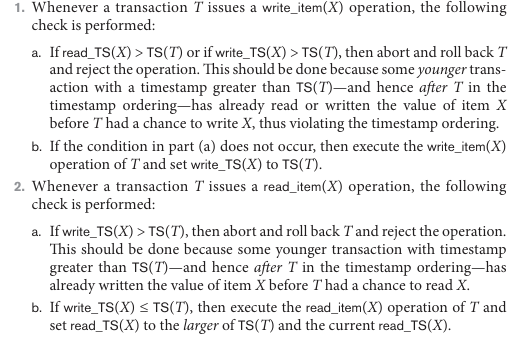 1. Whenever a transaction T issues a write_item(X) operation, the following
check is performed:
a. If read_TS(X) > TS(T) or if write_TS(X) > TS(T), then abort and roll back T
and reject the operation. This should be done because some younger trans-
action with a timestamp greater than TS(T)—and hence after T in the
timestamp ordering—has already read or written the value of item X
before T had a chance to write X, thus violating the timestamp ordering.
b. If the condition in part (a) does not occur, then execute the write_item(X)
operation of T and set write_TS(X) to TS(T).
2. Whenever a transaction T issues a read_item(X) operation, the following
check is performed:
a. If write_TS(X) > TS(T), then abort and roll back T and reject the operation.
This should be done because some younger transaction with timestamp
greater than TS(T)—and hence after T in the timestamp ordering—has
already written the value of item X before T had a chance to read X.
b. If write_TS(X) ≤ TS(T), then execute the read_item(X) operation of T and
set read_TS(X) to the larger of TS(T) and the current read_TS(X).